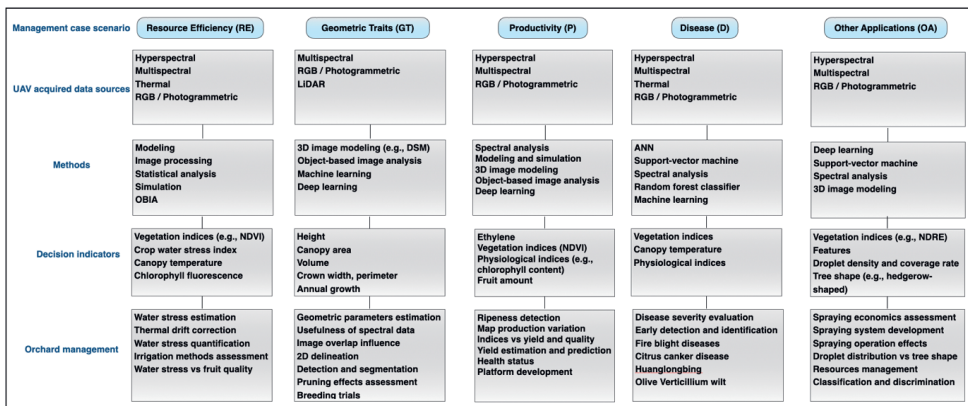 Management case scenario
Resource Efficiency (RE)
Geometric Traits (GT)
Productivity (P)
Disease (D)
Other Applications (OA)
UAV acquired data sources
Hyperspectral
Multispectral
Thermal
RGB / Photogrammetric
Multispectral
RGB / Photogrammetric
LiDAR
Hyperspectral
Multispectral
RGB / Photogrammetric
Hyperspectral
Multispectral
Thermal
RGB / Photogrammetric
Hyperspectral
Multispectral
RGB / Photogrammetric
Methods
Modeling
Image processing
Statistical analysis
Simulation
OBIA
3D image modeling (e.g., DSM)
Object-based image analysis
Machine learning
Deep learning
Spectral analysis
Modeling and simulation
3D image modeling
Object-based image analysis
Deep learning
ANN
Support-vector machine
Spectral analysis
Random forest classifier
Machine learning
Deep learning
Support-vector machine
Spectral analysis
3D image modeling
Decision indicators
Vegetation indices (e.g., NDVI)
Crop water stress index
Canopy temperature
Chlorophyll fluorescence
Height
Canopy area
Volume
Crown width, perimeter
Annual growth
Ethylene
Vegetation indices (NDVI)
Physiological indices (e.g.,
chlorophyll content)
Fruit amount
Vegetation indices
Canopy temperature
Physiological indices
Vegetation indices (e.g., NDRE)
Features
Droplet density and coverage rate
Tree shape (e.g., hedgerow-
shaped)
Orchard management
Water stress estimation
Thermal drift correction
Water stress quantification
Irrigation methods assessment
Water stress vs fruit quality
Geometric parameters estimation
Usefulness of spectral data
Image overlap influence
2D delineation
Detection and segmentation
Pruning effects assessment
Breeding trials
Ripeness detection
Map production variation
Indices vs yield and quality
Yield estimation and prediction
Health status
Platform development
Disease severity evaluation
Early detection and identification
Fire blight diseases
Citrus canker disease
Huanglongbing
Olive Verticillium wilt
Spraying economics assessment
Spraying system development
Spraying operation effects
Droplet distribution vs tree shape
Resources management
Classification and discrimination